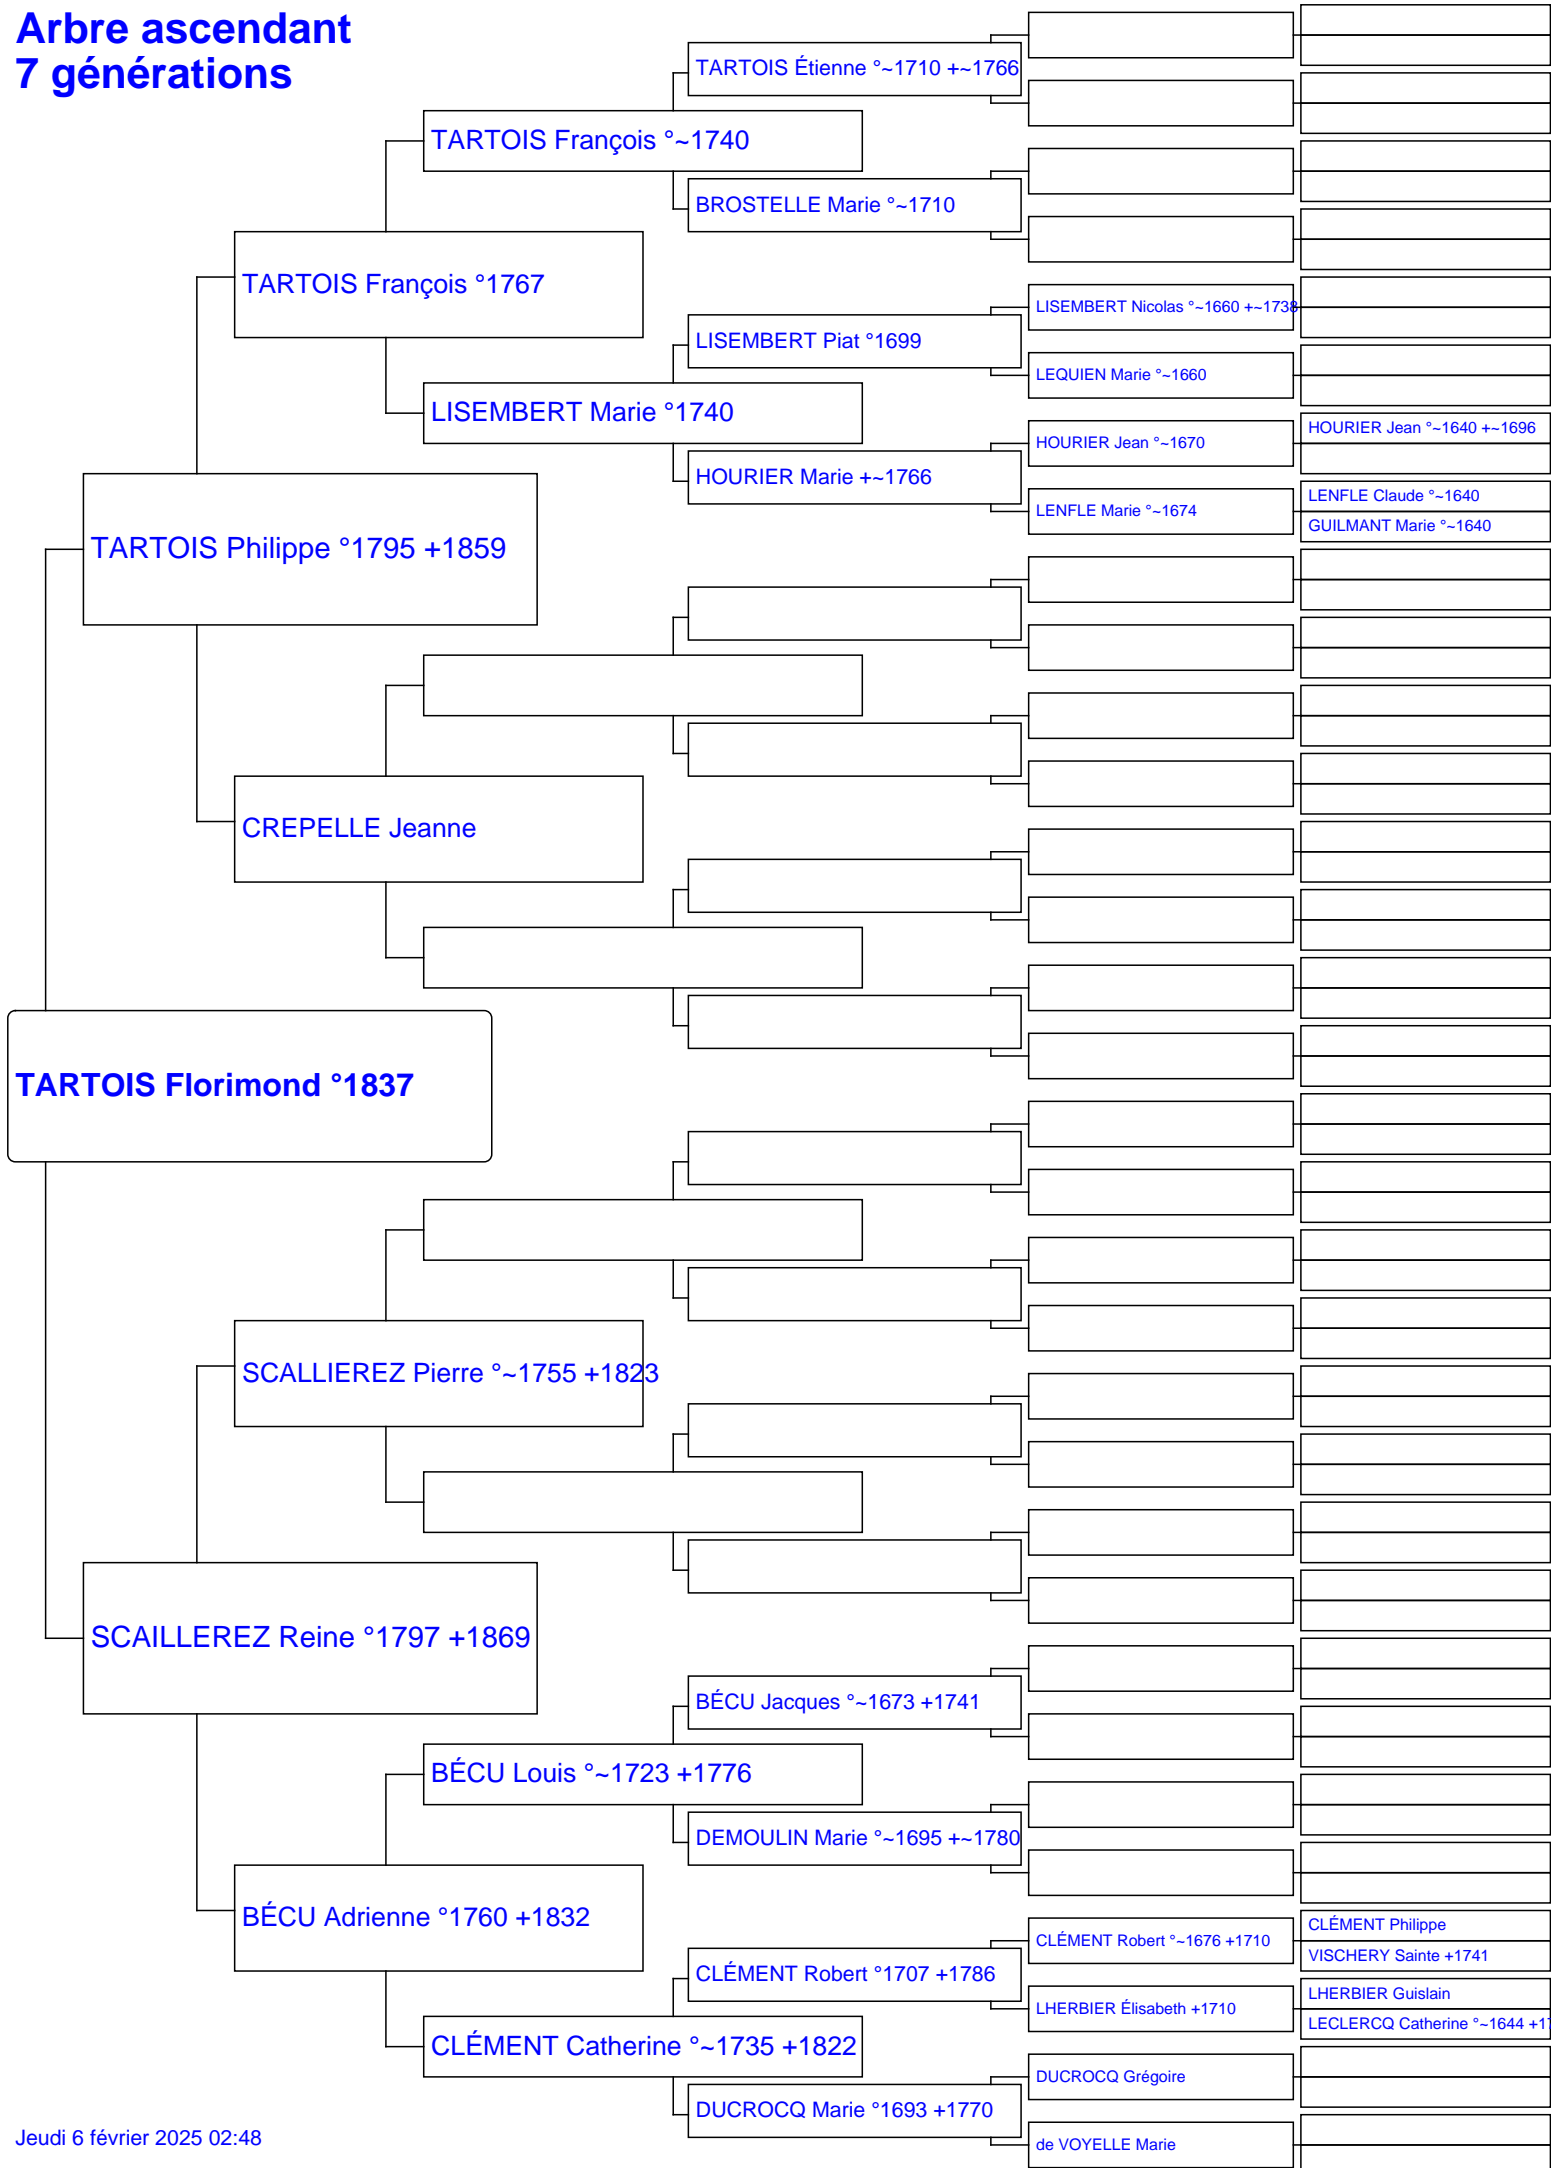 Arbre ascendant
7 générations
TARTOIS Étienne °~1710 +~1766
TARTOIS François °~1740
BROSTELLE Marie °~1710
TARTOIS François °1767
LISEMBERT Nicolas °~1660 +~1738
LISEMBERT Piat °1699
LEQUIEN Marie °~1660
LISEMBERT Marie °1740
HOURIER Jean °~1640 +~1696
HOURIER Jean °~1670
HOURIER Marie +~1766
LENFLE Claude °~1640
LENFLE Marie °~1674
GUILMANT Marie °~1640
TARTOIS Philippe °1795 +1859
CREPELLE Jeanne
TARTOIS Florimond °1837
SCALLIEREZ Pierre °~1755 +1823
SCAILLEREZ Reine °1797 +1869
BÉCU Jacques °~1673 +1741
BÉCU Louis °~1723 +1776
DEMOULIN Marie °~1695 +~1780
BÉCU Adrienne °1760 +1832
CLÉMENT Philippe
CLÉMENT Robert °~1676 +1710
VISCHERY Sainte +1741
CLÉMENT Robert °1707 +1786
LHERBIER Guislain
LHERBIER Élisabeth +1710
LECLERCQ Catherine °~1644
CLÉMENT Catherine °~1735 +1822
DUCROCQ Grégoire
DUCROCQ Marie °1693 +1770
de VOYELLE Marie
Jeudi 6 février 2025 02:48